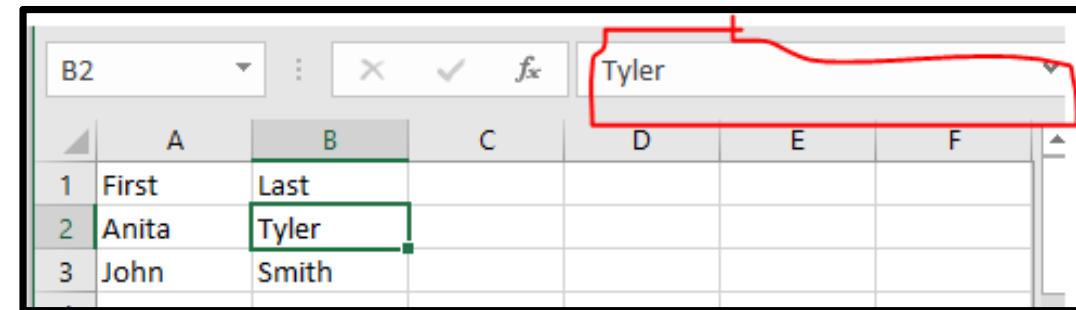 B2 fx Tyler
A B C D E F
1 First Last
2 Anita Tyler
3 John Smith